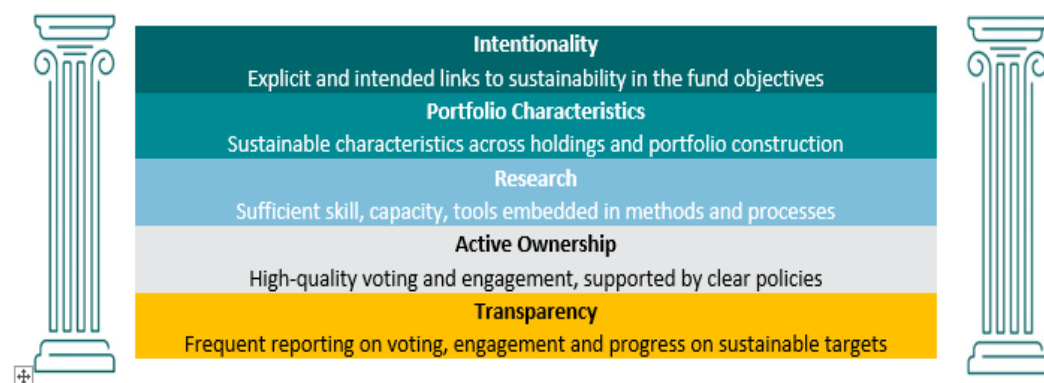 Intentionality
Explicit and intended links to sustainability in the fund objectives
Portfolio Characteristics
Sustainable characteristics across holdings and portfolio construction
Research
Sufficient skill, capacity, tools embedded in methods and processes
Active Ownership
High-quality voting and engagement, supported by clear policies
Transparency
Frequent reporting on voting, engagement and progress on sustainable targets